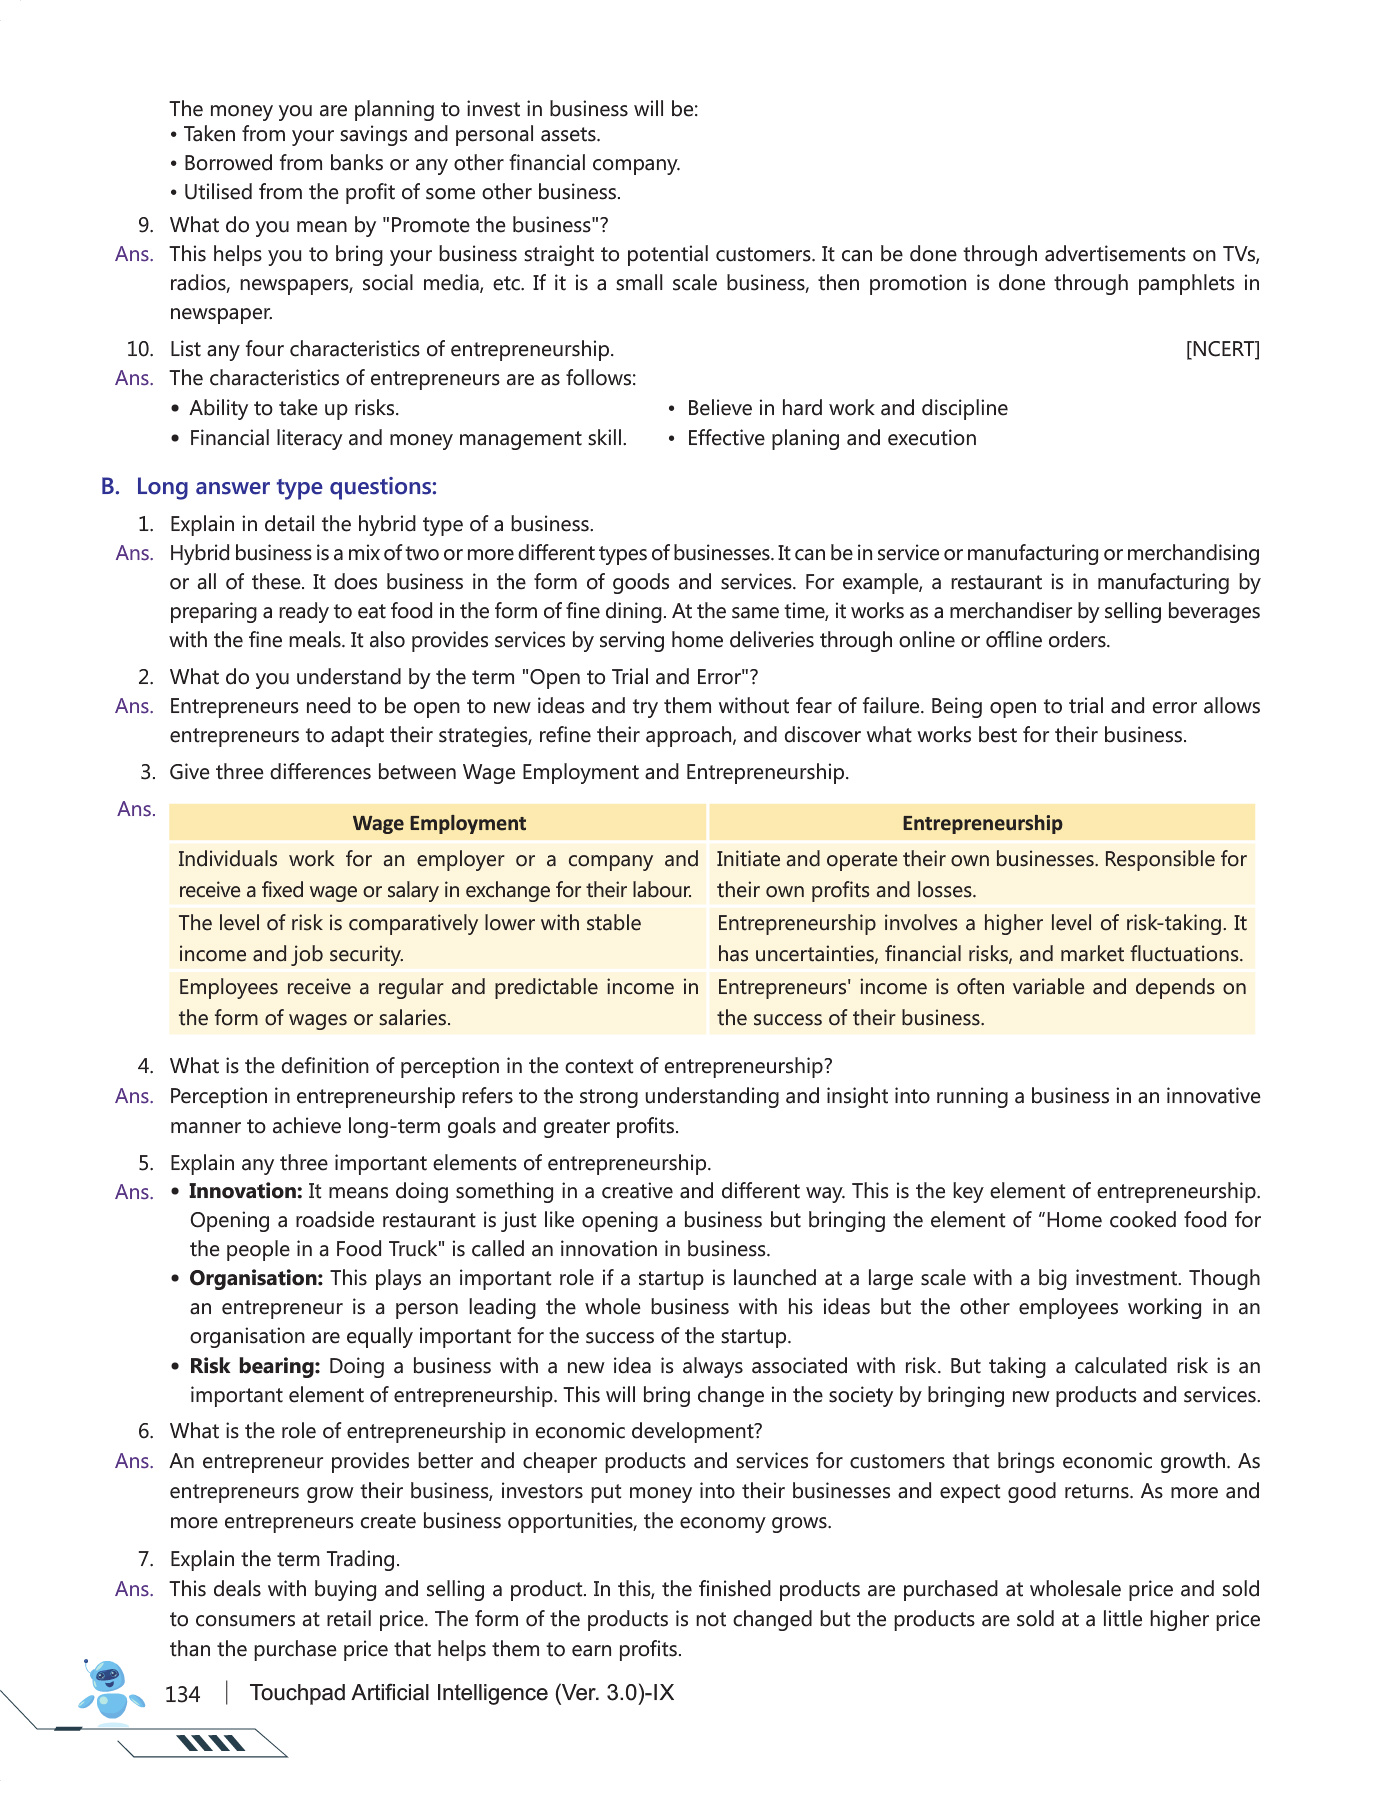 The money you are planning to invest in business will be:
• Taken from your savings and personal assets.
• Borrowed from banks or any other financial company.
• Utilised from the profit of some other business.
9. What do you mean by "Promote the business"?
Ans. This helps you to bring your business straight to potential customers. It can be done through advertisements on TVs,
radios, newspapers, social media, etc. If it is a small scale business, then promotion is done through pamphlets in
newspaper.
10. List any four characteristics of entrepreneurship. [NCERT]
Ans. The characteristics of entrepreneurs are as follows:
• Ability to take up risks. • Believe in hard work and discipline
• Financial literacy and money management skill. • Effective planing and execution
B. Long answer type questions:
1. Explain in detail the hybrid type of a business.
Ans. Hybrid business is a mix of two or more different types of businesses. It can be in service or manufacturing or merchandising
or all of these. It does business in the form of goods and services. For example, a restaurant is in manufacturing by
preparing a ready to eat food in the form of fine dining. At the same time, it works as a merchandiser by selling beverages
with the fine meals. It also provides services by serving home deliveries through online or offline orders.
2. What do you understand by the term "Open to Trial and Error"?
Ans. Entrepreneurs need to be open to new ideas and try them without fear of failure. Being open to trial and error allows
entrepreneurs to adapt their strategies, refine their approach, and discover what works best for their business.
3. Give three differences between Wage Employment and Entrepreneurship.
Ans.
Wage Employment Entrepreneurship
Individuals work for an employer or a company and Initiate and operate their own businesses. Responsible for
receive a fixed wage or salary in exchange for their labour. their own profits and losses.
The level of risk is comparatively lower with stable Entrepreneurship involves a higher level of risk-taking. It
income and job security. has uncertainties, financial risks, and market fluctuations.
Employees receive a regular and predictable income in Entrepreneurs' income is often variable and depends on
the form of wages or salaries. the success of their business.
4. What is the definition of perception in the context of entrepreneurship?
Ans. Perception in entrepreneurship refers to the strong understanding and insight into running a business in an innovative
manner to achieve long-term goals and greater profits.
5. Explain any three important elements of entrepreneurship.
Ans. • Innovation: It means doing something in a creative and different way. This is the key element of entrepreneurship.
Opening a roadside restaurant is just like opening a business but bringing the element of “Home cooked food for
the people in a Food Truck" is called an innovation in business.
• Organisation: This plays an important role if a startup is launched at a large scale with a big investment. Though
an entrepreneur is a person leading the whole business with his ideas but the other employees working in an
organisation are equally important for the success of the startup.
• Risk bearing: Doing a business with a new idea is always associated with risk. But taking a calculated risk is an
important element of entrepreneurship. This will bring change in the society by bringing new products and services.
6. What is the role of entrepreneurship in economic development?
Ans. An entrepreneur provides better and cheaper products and services for customers that brings economic growth. As
entrepreneurs grow their business, investors put money into their businesses and expect good returns. As more and
more entrepreneurs create business opportunities, the economy grows.
7. Explain the term Trading.
Ans. This deals with buying and selling a product. In this, the finished products are purchased at wholesale price and sold
to consumers at retail price. The form of the products is not changed but the products are sold at a little higher price
than the purchase price that helps them to earn profits.
134 | Touchpad Artificial Intelligence (Ver. 3.0)-IX